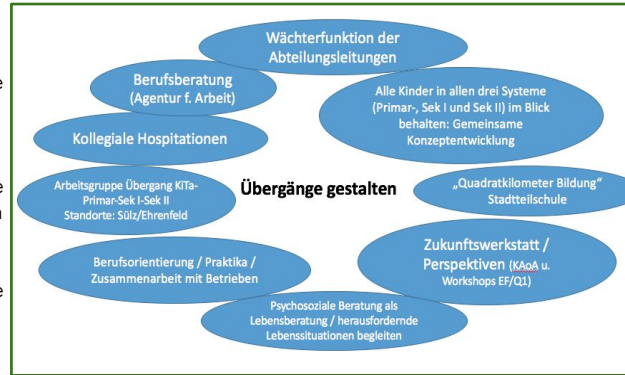 Wächterfunktion der
Abteilungsleitungen
Berufsberatung
(Agentur f. Arbeit)
Alle Kinder in allen drei Systeme
(Primar-, Sek I und Sek II) im Blick
behalten: Gemeinsame
Konzeptentwicklung
Kollegiale Hospitationen
Arbeitsgruppe Übergang KiTa-
Primar-Sek I-Sek II
Standorte: Sülz/Ehrenfeld
Übergänge gestalten
„Quadratkilometer Bildung“
Stadtteilschule
Berufsorientierung / Praktika /
Zusammenarbeit mit Betrieben
Zukunftswerkstatt /
Perspektiven (KAoA u.
Workshops EF/Q1)
Psychosoziale Beratung als
Lebensberatung / herausfordernde
Lebenssituationen begleiten